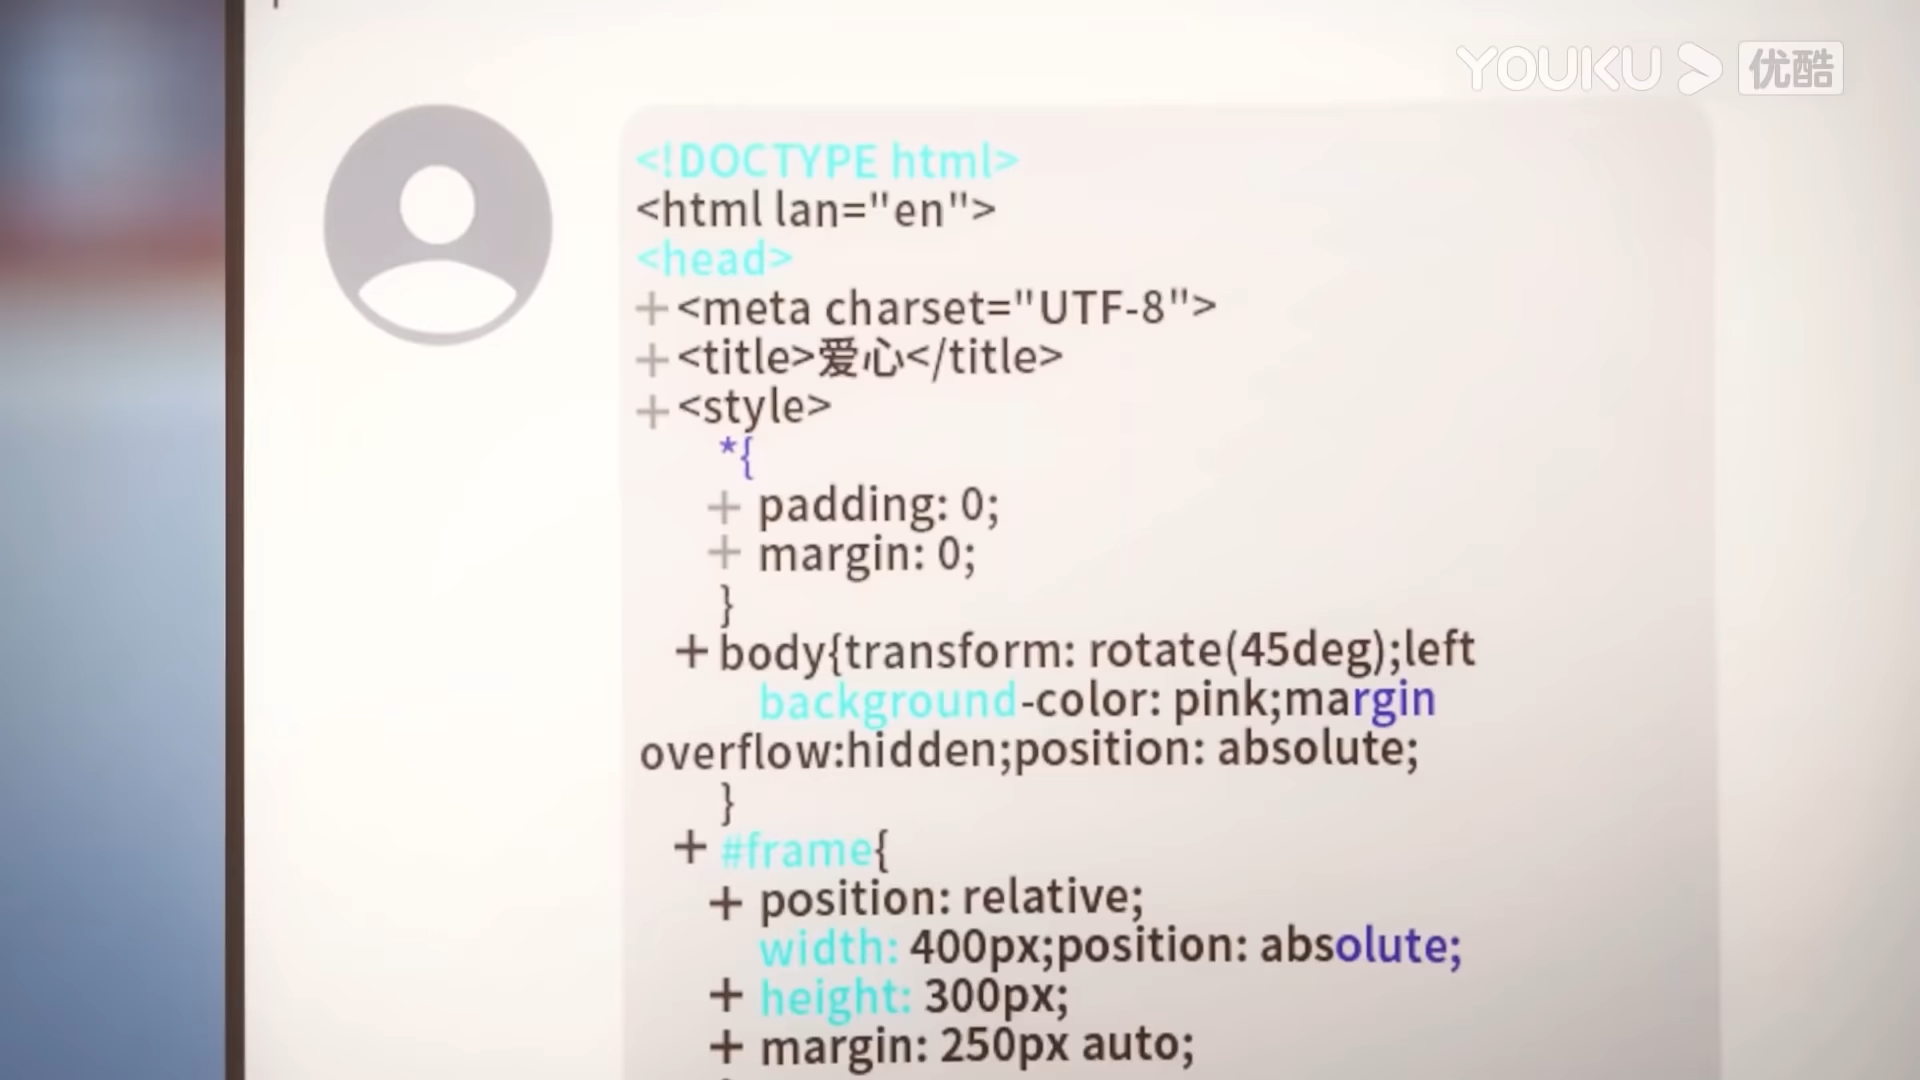 YOUKU 优酷
<!DOCTYPE html>
<html lan="en">
<head>
+ <meta charset="UTF-8">
+ <title>爱心</title>
+ <style>
*{
+ padding: 0;
+ margin: 0;
}
+ body{transform: rotate(45deg);left
background-color: pink;margin
overflow:hidden;position: absolute;
}
+ #frame{
+ position: relative;
width: 400px;position: absolute;
+ height: 300px;
+ margin: 250px auto;